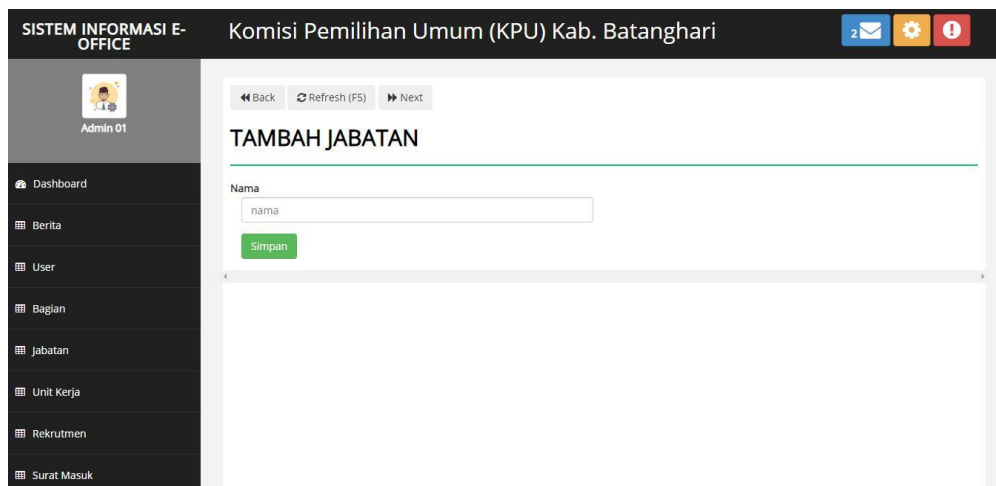 SISTEM INFORMASI E-
OFFICE
Komisi Pemilihan Umum (KPU) Kab. Batanghari
2
Admin 01
Dashboard
Berita
User
Bagian
Jabatan
Unit Kerja
Rekrutmen
Surat Masuk
Back Refresh (F5) Next
TAMBAH JABATAN
Nama
nama
Simpan